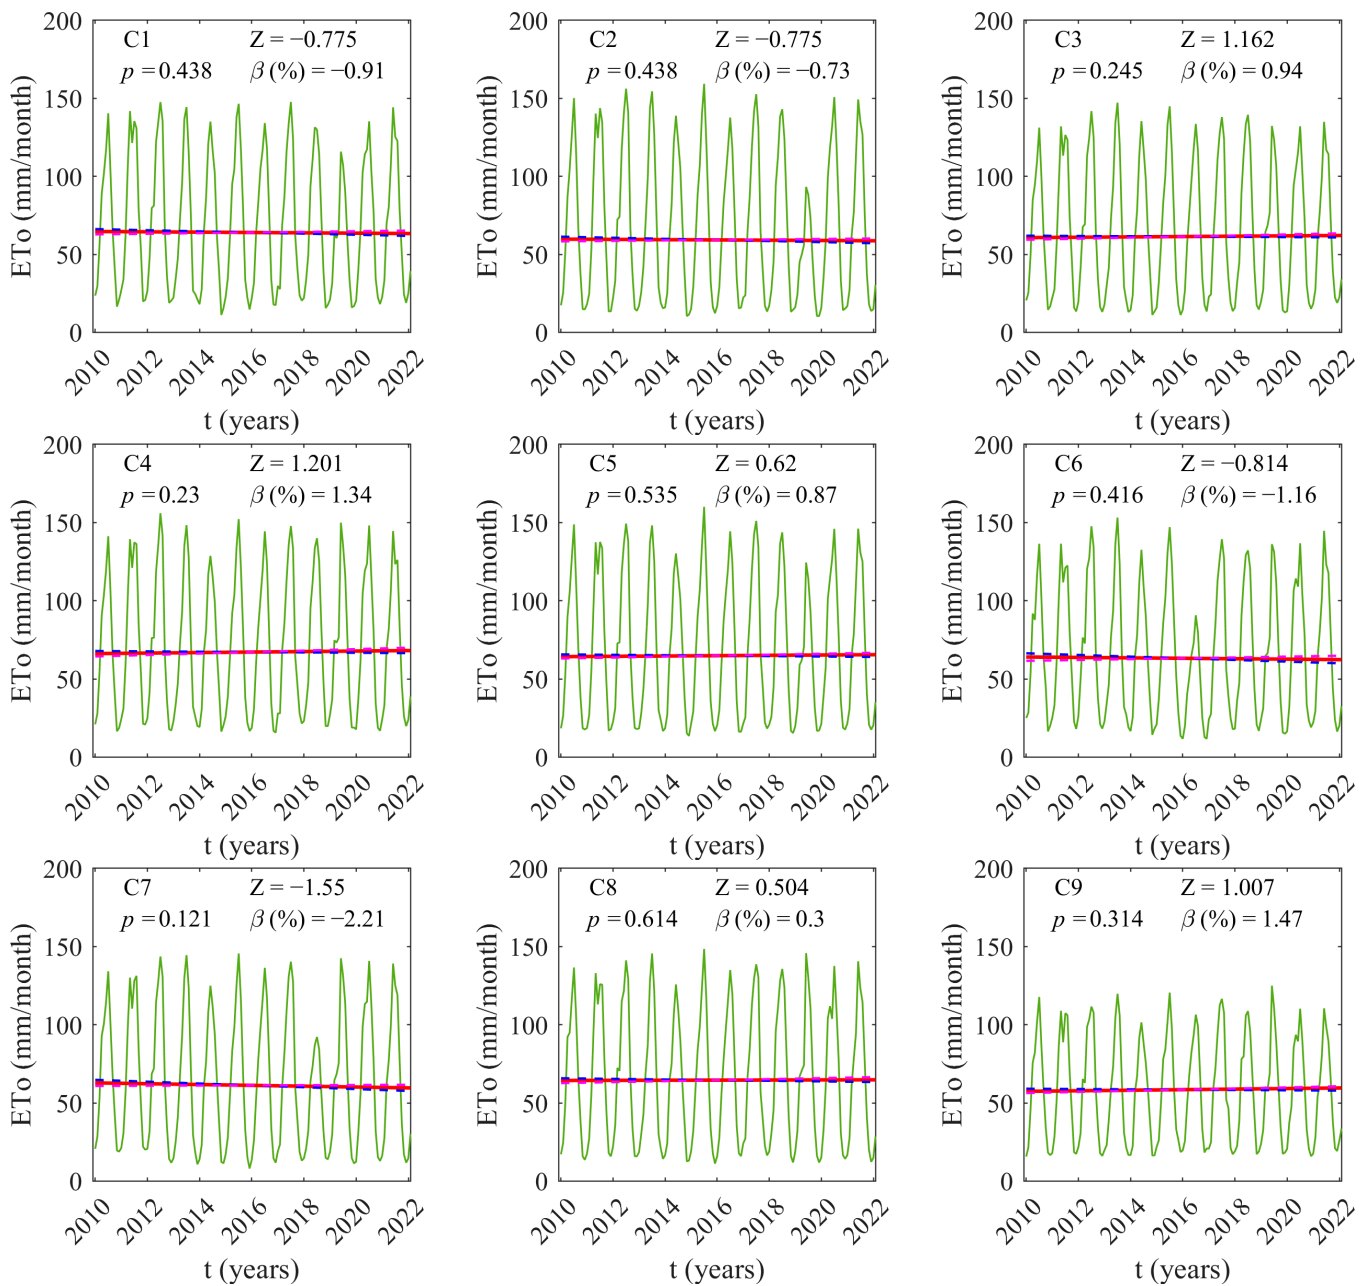 200
150
100
50
0
ETo (mm/month)
C1 Z = −0.775
p = 0.438 β (%) = −0.91
2010 2012 2014 2016 2018 2020 2022
t (years)
200
150
100
50
0
ETo (mm/month)
C2 Z = −0.775
p = 0.438 β (%) = −0.73
2010 2012 2014 2016 2018 2020 2022
t (years)
200
150
100
50
0
ETo (mm/month)
C3 Z = 1.162
p = 0.245 β (%) = 0.94
2010 2012 2014 2016 2018 2020 2022
t (years)
200
150
100
50
0
ETo (mm/month)
C4 Z = 1.201
p = 0.23 β (%) = 1.34
2010 2012 2014 2016 2018 2020 2022
t (years)
200
150
100
50
0
ETo (mm/month)
C5 Z = 0.62
p = 0.535 β (%) = 0.87
2010 2012 2014 2016 2018 2020 2022
t (years)
200
150
100
50
0
ETo (mm/month)
C6 Z = −0.814
p = 0.416 β (%) = −1.16
2010 2012 2014 2016 2018 2020 2022
t (years)
200
150
100
50
0
ETo (mm/month)
C7 Z = −1.55
p = 0.121 β (%) = −2.21
2010 2012 2014 2016 2018 2020 2022
t (years)
200
150
100
50
0
ETo (mm/month)
C8 Z = 0.504
p = 0.614 β (%) = 0.3
2010 2012 2014 2016 2018 2020 2022
t (years)
200
150
100
50
0
ETo (mm/month)
C9 Z = 1.007
p = 0.314 β (%) = 1.47
2010 2012 2014 2016 2018 2020 2022
t (years)